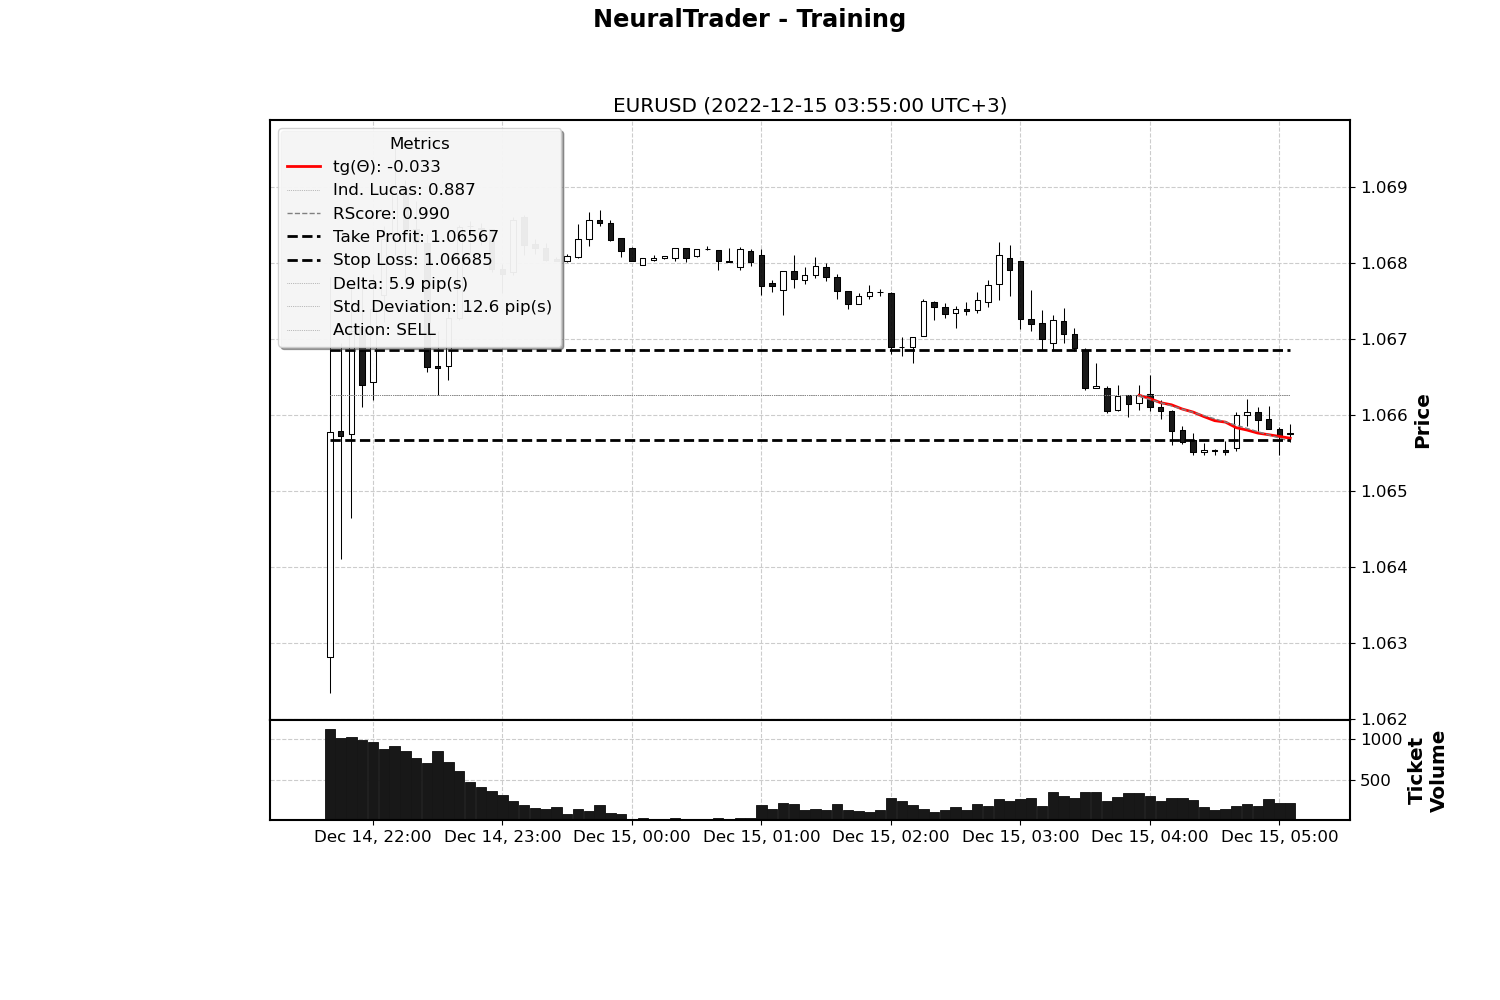 NeuralTrader - Training
EURUSD (2022-12-15 03:55:00 UTC+3)
Metrics
tg(Θ): -0.033
Ind. Lucas: 0.887
RScore: 0.990
Take Profit: 1.06567
Stop Loss: 1.06685
Delta: 5.9 pip(s)
Std. Deviation: 12.6 pip(s)
Action: SELL
1.069
1.068
1.067
1.066
1.065
1.064
1.063
1.062
Price
1000
500
Ticket
Volume
Dec 14, 22:00 Dec 14, 23:00 Dec 15, 00:00 Dec 15, 01:00 Dec 15, 02:00 Dec 15, 03:00 Dec 15, 04:00 Dec 15, 05:00